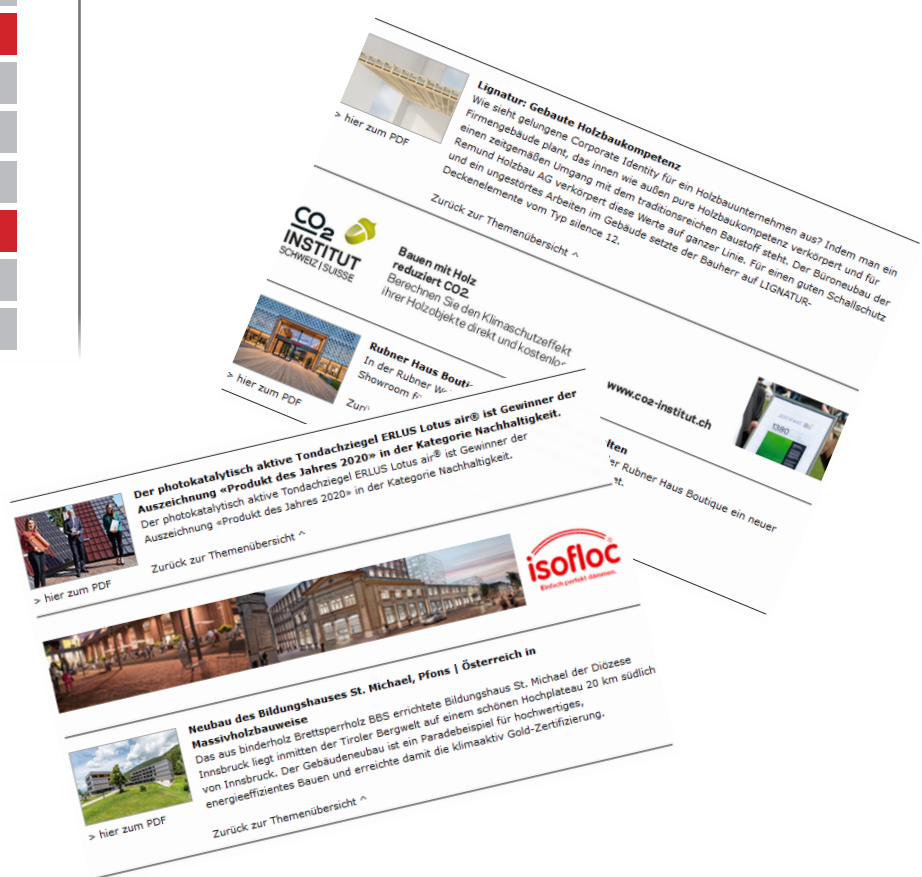 Lignatur: Gebaute Holzbaukompetenz
Wie sieht gelungene Corporate Identity für ein Holzbauunternehmen aus? Indem man ein
Firmengebäude plant, das innen wie außen pure Holzbaukompetenz verkörpert und für
einen zeitgemäßen Umgang mit dem traditionsreichen Baustoff steht. Der Büroneubau der
Remund Holzbau AG verkörpert diese Werte auf ganzer Linie. Für einen guten Schallschutz
und ein ungestörtes Arbeiten im Gebäude setzte der Bauherr auf LIGNATUR-
Deckenelemente vom Typ silence 12.
> hier zum PDF
Zurück zur Themenübersicht ^
CO2
INSTITUT
SCHWEIZ | SUISSE
Bauen mit Holz
reduziert CO2.
Berechnen Sie den Klimaschutzeffekt
ihrer Holzobjekte direkt und kostenlos
www.co2-institut.ch
1380
Rubner Haus Bouti
In der Rubner
Showroom
> hier zum PDF
Rubner Haus Boutique ein neuer
Der photokatalytisch aktive Tondachziegel ERLUS Lotus air® ist Gewinner der
Auszeichnung «Produkt des Jahres 2020» in der Kategorie Nachhaltigkeit.
Der photokatalytisch aktive Tondachziegel ERLUS Lotus air® ist Gewinner der
Auszeichnung «Produkt des Jahres 2020» in der Kategorie Nachhaltigkeit.
> hier zum PDF
Zurück zur Themenübersicht ^
isofloc
Einfach perfekt dämmen.
Neubau des Bildungshauses St. Michael, Pfons | Österreich in
Massivholzbauweise
Das aus binderholz Brettsperrholz BBS errichtete Bildungshaus St. Michael der Diözese
Innsbruck liegt inmitten der Tiroler Bergwelt auf einem schönen Hochplateau 20 km südlich
von Innsbruck. Der Gebäudeneubau ist ein Paradebeispiel für hochwertiges,
energieeffizientes Bauen und erreichte damit die klimaaktiv Gold-Zertifizierung.
> hier zum PDF
Zurück zur Themenübersicht ^